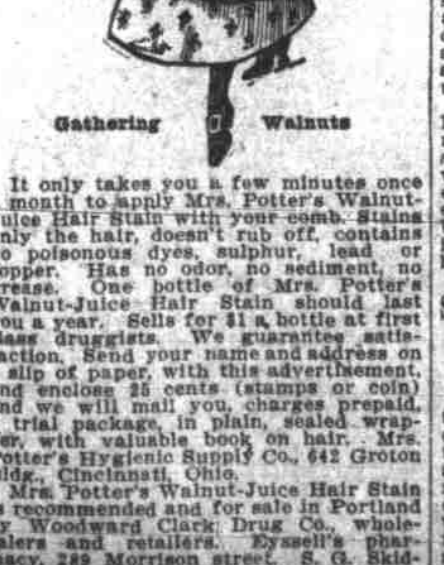 Gathering Walnuts
It only takes you a few minutes once
month to apply Mrs. Potter's Walnut-
uice Hair Stain with your comb. Stains
nly the hair, doesn't rub off, contains
o poisonous dyes, sulphur, lead or
opper. Has no odor, no sediment, no
rease. One bottle of Mrs. Potter's
Walnut-Juice Hair Stain should last
ou a year. Sells for $1 a bottle at first
lass druggists. We guarantee satis-
action. Send your name and address on
slip of paper, with this advertisement,
nd enclose 25 cents (stamps or coin)
nd we will mail you, charges prepaid,
trial package, in plain, sealed wrap-
er, with valuable book on hair. Mrs.
otter's Hygienic Supply Co., 642 Groton
ldg., Cincinnati, Ohio.
Mrs. Potter's Walnut-Juice Hair Stain
s recommended and for sale in Portland
y Woodward Clark Drug Co., whole-
alers and retailers. Eyssell's phar-
acy, 289 Morrison street. S. G. Skid-